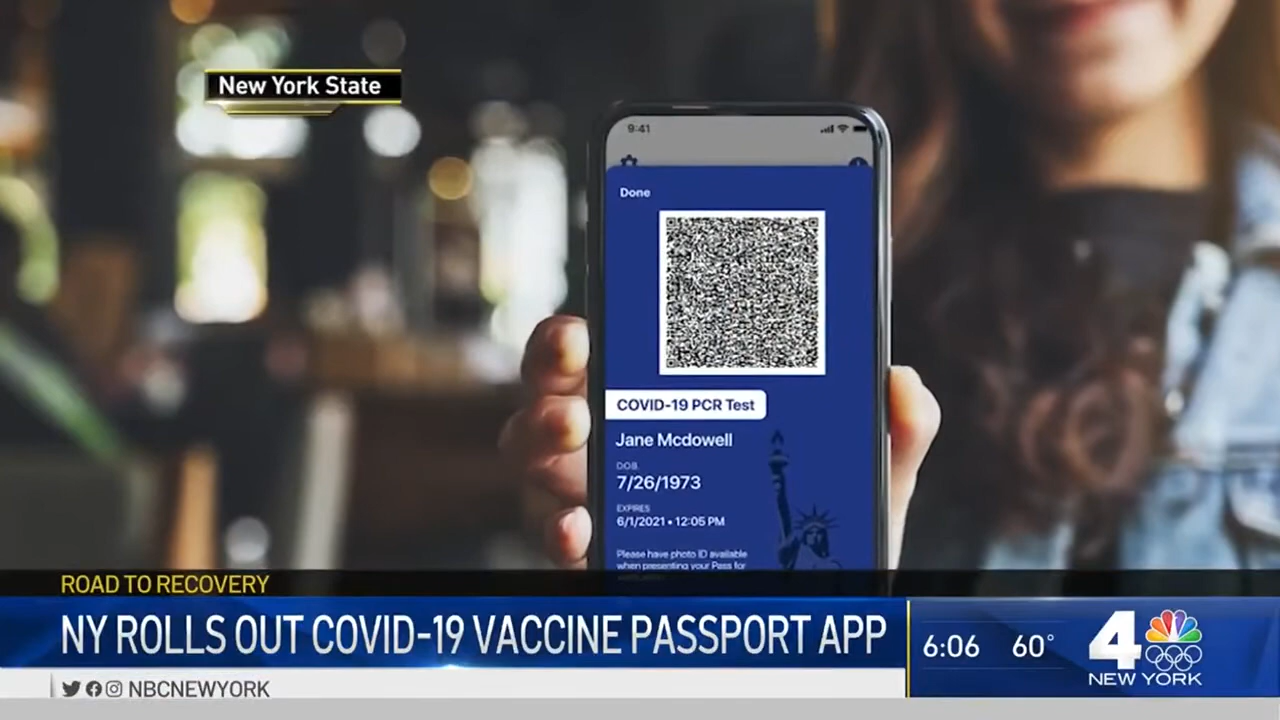 New York State
9:41
Done
COVID-19 PCR Test
Jane Mcdowell
DOB
7/26/1973
EXPIRES
6/1/2021 • 12:05 PM
Please have photo ID available
when presenting your Pass for
ROAD TO RECOVERY
NY ROLLS OUT COVID-19 VACCINE PASSPORT APP
6:06 60°
4
NEW YORK
NBCNEWYORK